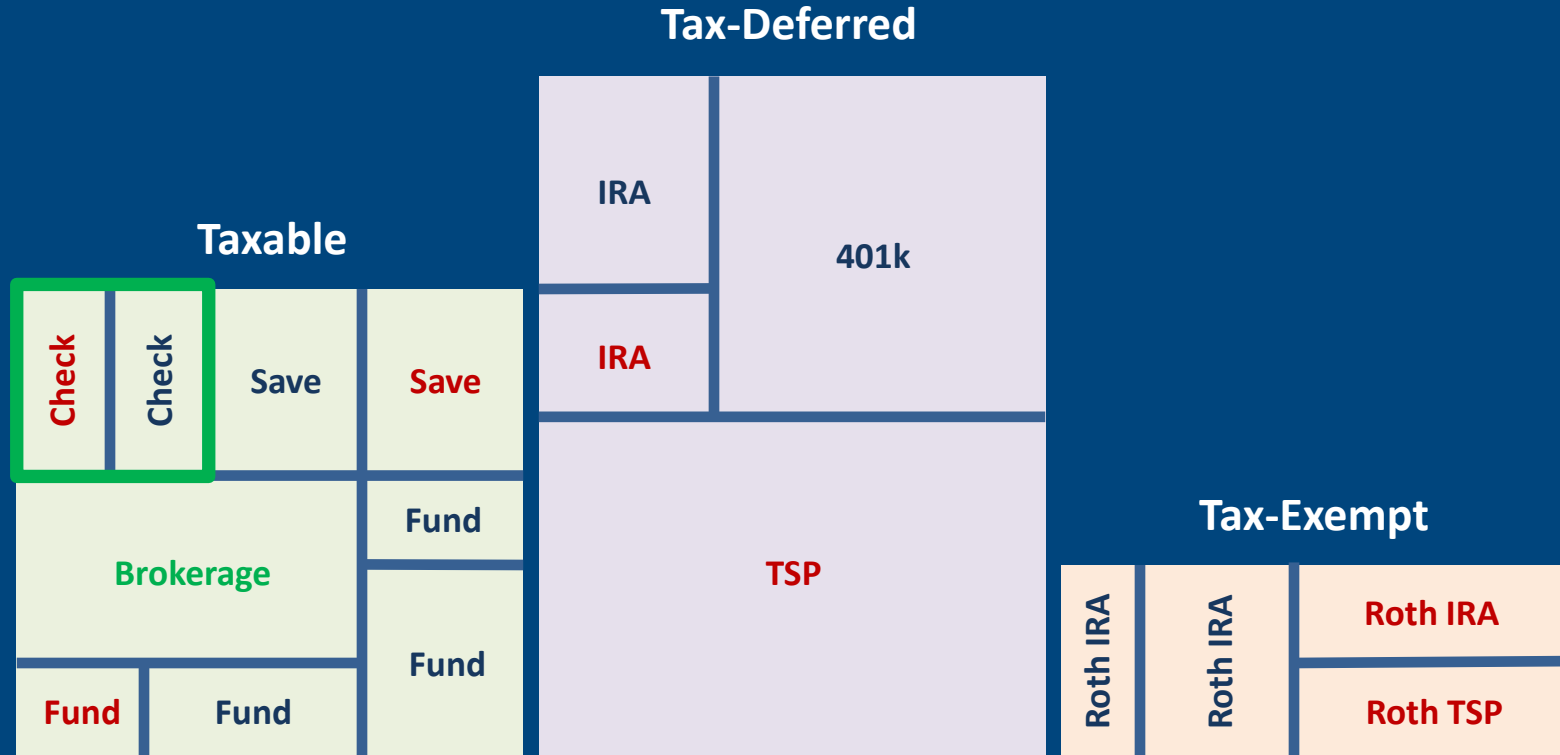 Tax-Deferred
Taxable
Tax-Exempt
Check
Check
Save
Save
Brokerage
Fund
Fund
Fund
Fund
IRA
401k
IRA
TSP
Roth IRA
Roth IRA
Roth IRA
Roth TSP